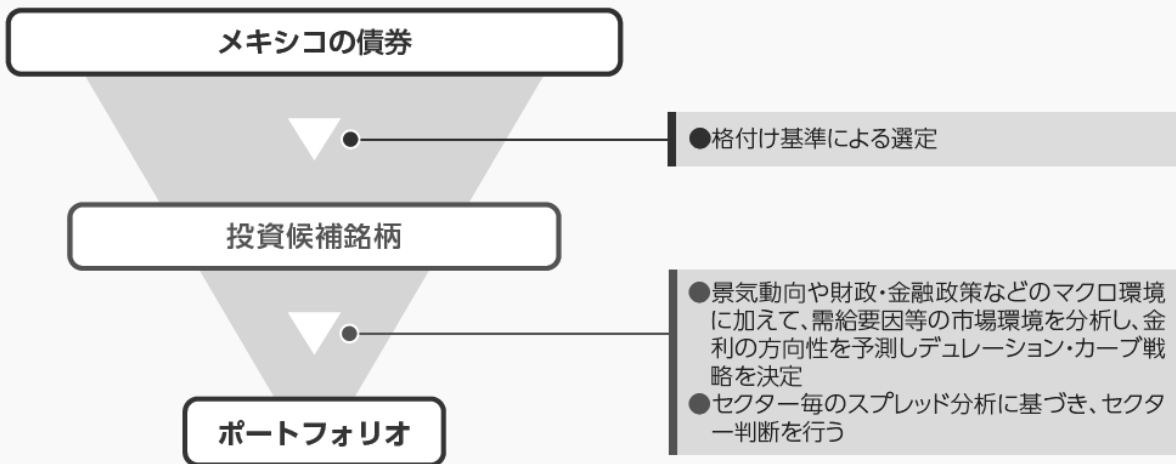 メキシコの債券
●格付け基準による選定
投資候補銘柄
●景気動向や財政・金融政策などのマクロ環境
に加えて、需給要因等の市場環境を分析し、金
利の方向性を予測しデュレーション・カーブ戦
略を決定
●セクター毎のスプレッド分析に基づき、セクタ
ー判断を行う
ポートフォリオ